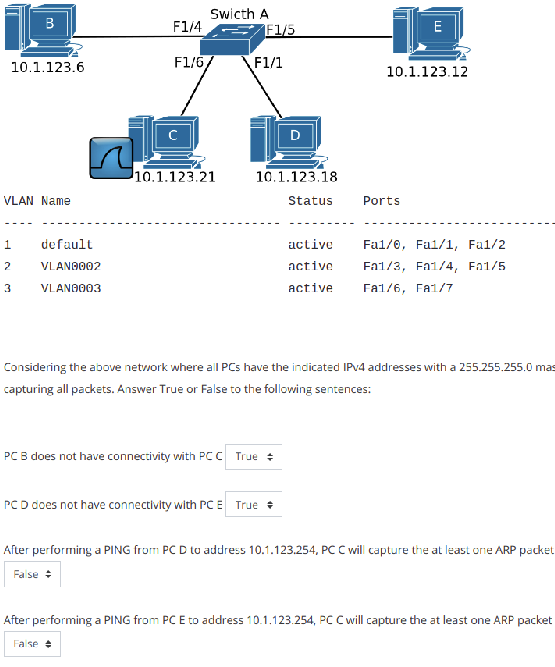 Swicth A
B
F1/4
F1/5
E
10.1.123.6
F1/6
F1/1
10.1.123.12
C
D
10.1.123.21
10.1.123.18
VLAN Name Status Ports
---- -------------------------------- --------- -------------------------------
1 default active Fa1/0, Fa1/1, Fa1/2
2 VLAN0002 active Fa1/3, Fa1/4, Fa1/5
3 VLAN0003 active Fa1/6, Fa1/7
Considering the above network where all PCs have the indicated IPv4 addresses with a 255.255.255.0 mas
capturing all packets. Answer True or False to the following sentences:
PC B does not have connectivity with PC C True
PC D does not have connectivity with PC E True
After performing a PING from PC D to address 10.1.123.254, PC C will capture the at least one ARP packet
False
After performing a PING from PC E to address 10.1.123.254, PC C will capture the at least one ARP packet
False